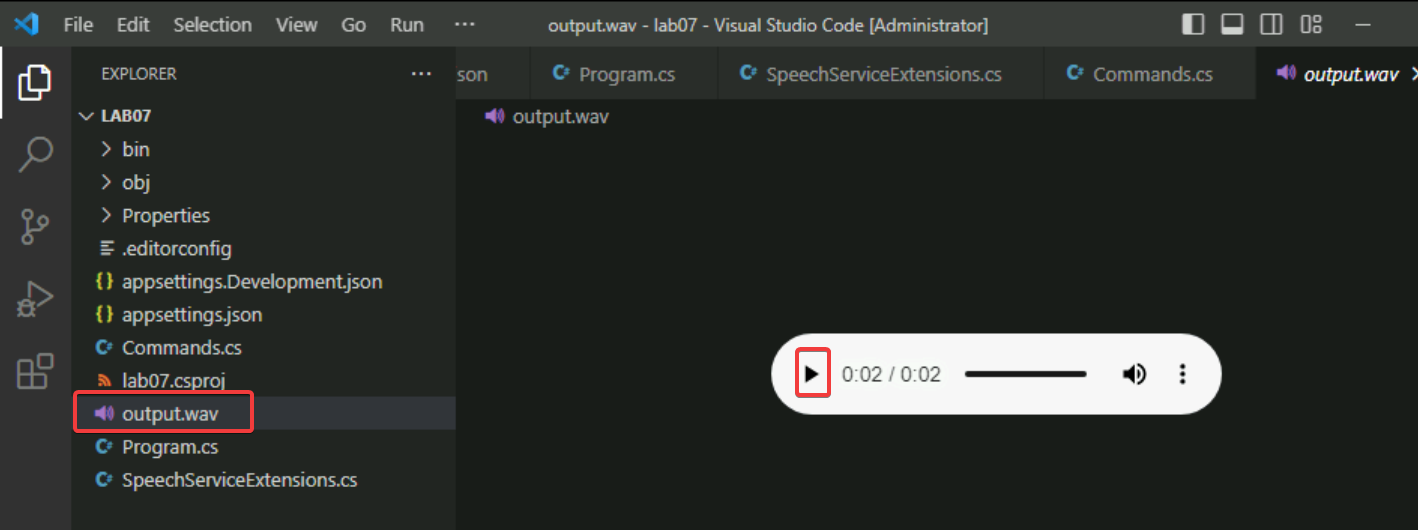 File Edit Selection View Go Run ··· output.wav - lab07 - Visual Studio Code [Administrator]
EXPLORER ···
son Program.cs SpeechServiceExtensions.cs Commands.cs output.wav
LAB07
output.wav
bin
obj
Properties
.editorconfig
{} appsettings.Development.json
{} appsettings.json
C# Commands.cs
lab07.csproj
0:02 / 0:02
output.wav
C# Program.cs
C# SpeechServiceExtensions.cs